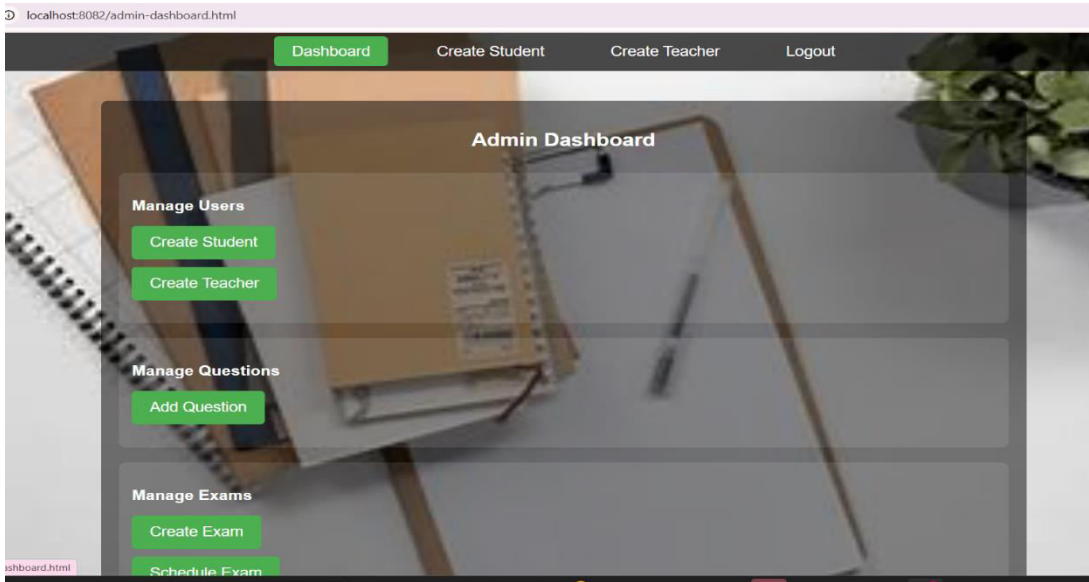 localhost:8082/admin-dashboard.html
Dashboard Create Student Create Teacher Logout
Admin Dashboard
Manage Users
Create Student
Create Teacher
Manage Questions
Add Question
Manage Exams
Create Exam
Schedule Exam
ashboard.html